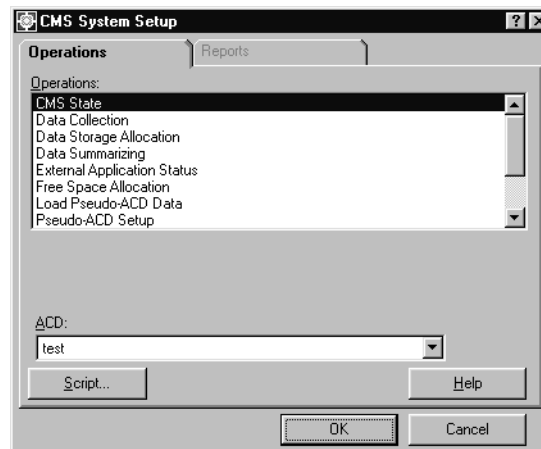 CMS System Setup
Operations
Reports
Operations:
CMS State
Data Collection
Data Storage Allocation
Data Summarizing
External Application Status
Free Space Allocation
Load Pseudo-ACD Data
Pseudo-ACD Setup
ACD:
test
Script...
Help
OK
Cancel